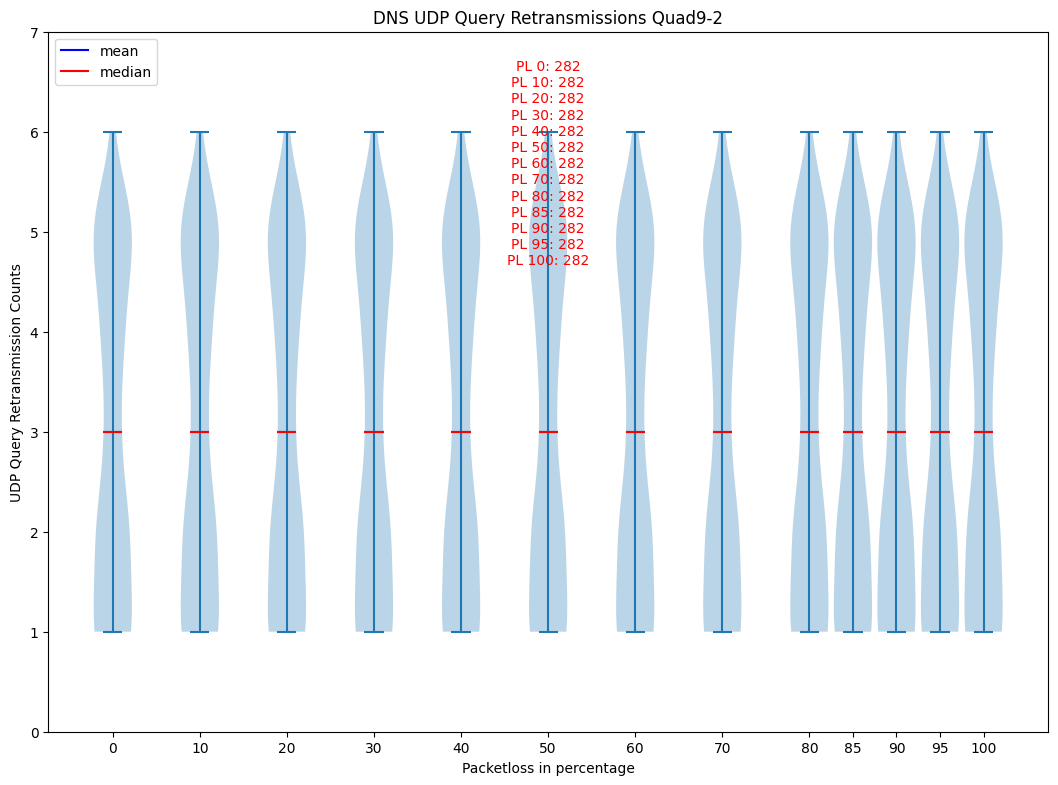 DNS UDP Query Retransmissions Quad9-2
mean
median
PL 0: 282
PL 10: 282
PL 20: 282
PL 30: 282
PL 40: 282
PL 50: 282
PL 60: 282
PL 70: 282
PL 80: 282
PL 85: 282
PL 90: 282
PL 95: 282
PL 100: 282
UDP Query Retransmission Counts
7
6
5
4
3
2
1
0
0 10 20 30 40 50 60 70 80 85 90 95 100
Packetloss in percentage